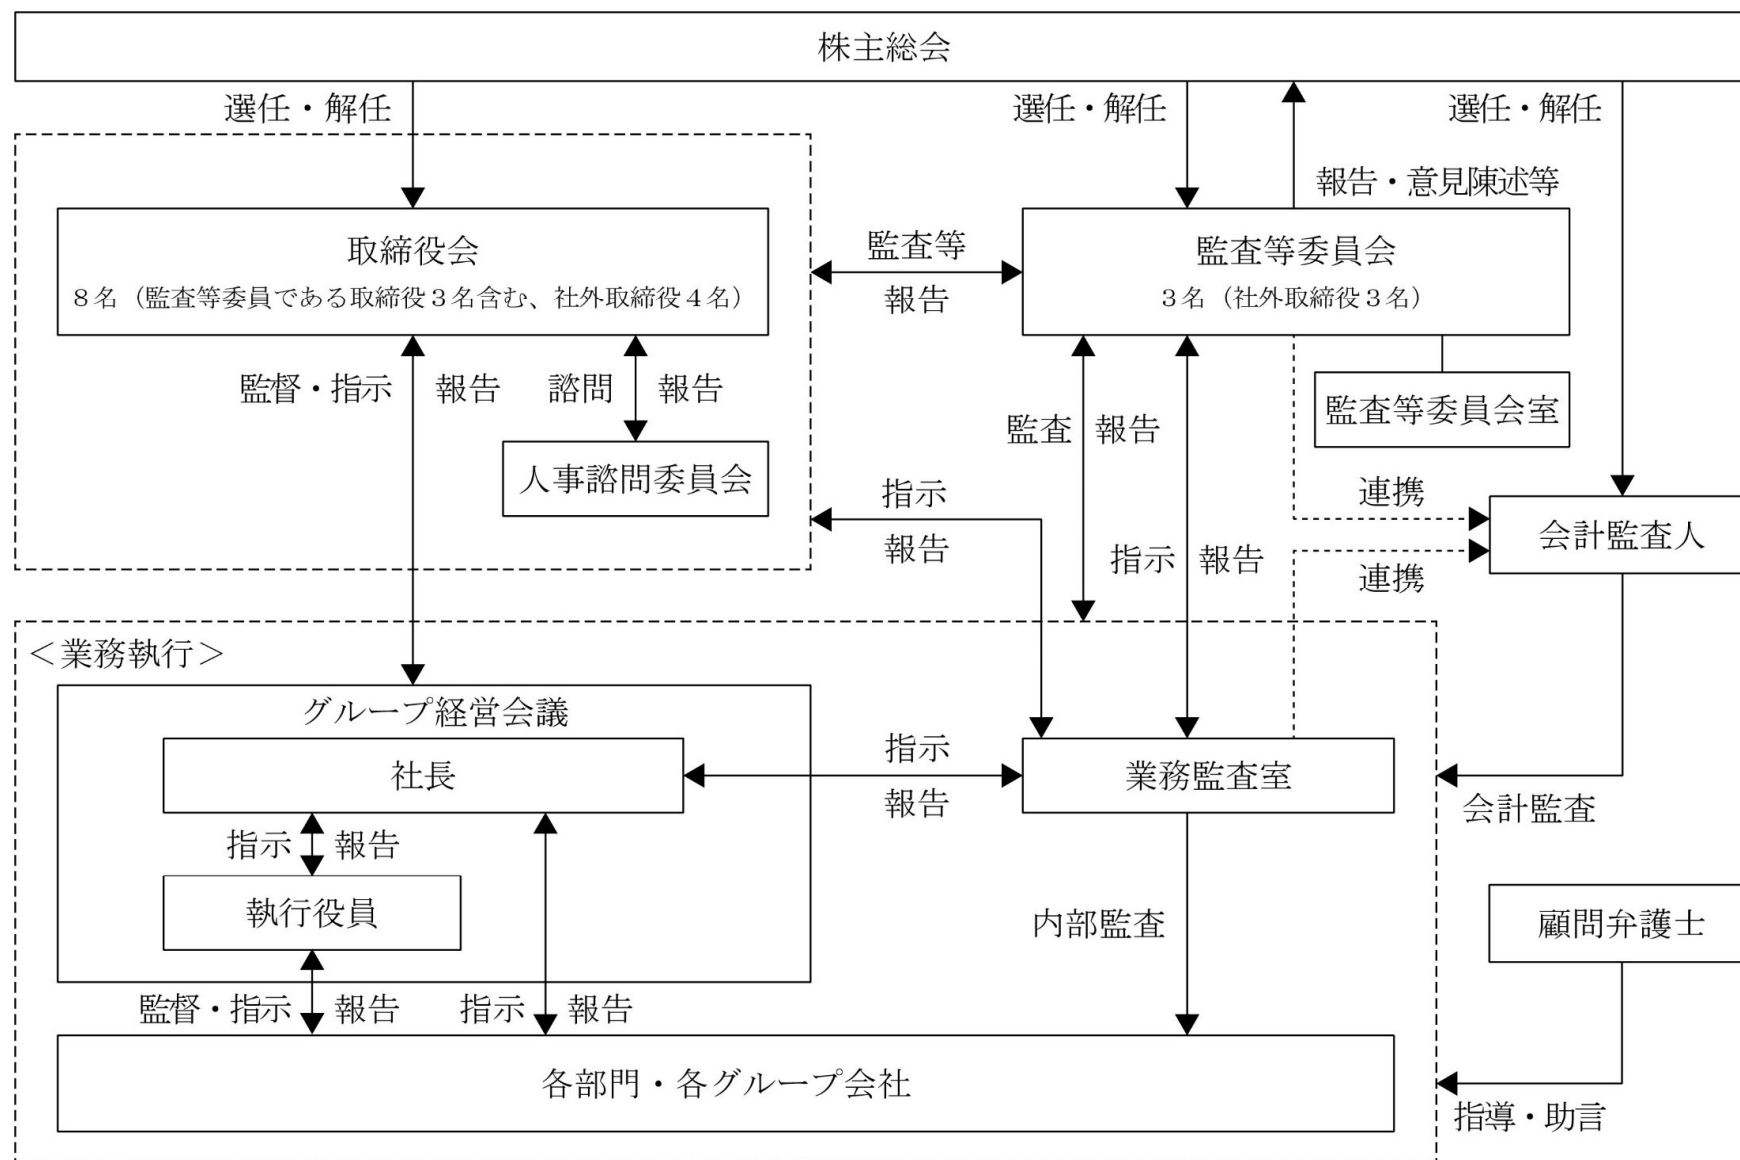 株主総会
選任・解任
選任・解任
選任・解任
報告・意見陳述等
取締役会
8名（監査等委員である取締役3名含む、社外取締役4名）
監査等
報告
監査等委員会
3名（社外取締役3名）
監督・指示
報告
諮問
報告
監査等委員会室
監査
報告
人事諮問委員会
指示
報告
連携
会計監査人
指示
報告
連携
＜業務執行＞
グループ経営会議
社長
指示
報告
業務監査室
会計監査
指示
報告
執行役員
内部監査
顧問弁護士
監督・指示
報告
指示
報告
各部門・各グループ会社
指導・助言